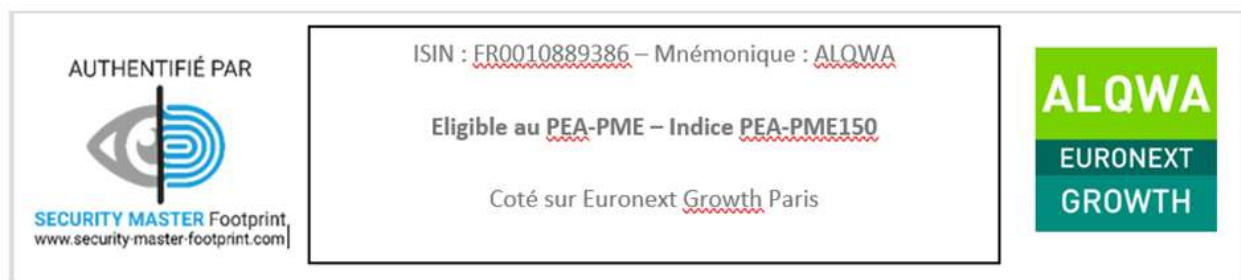 AUTHENTIFIÉ PAR
SECURITY MASTER Footprint
www.security-master-footprint.com
ISIN : FR0010889386 – Mnémonique : ALQWA
Eligible au PEA-PME – Indice PEA-PME150
Coté sur Euronext Growth Paris
ALQWA
EURONEXT
GROWTH